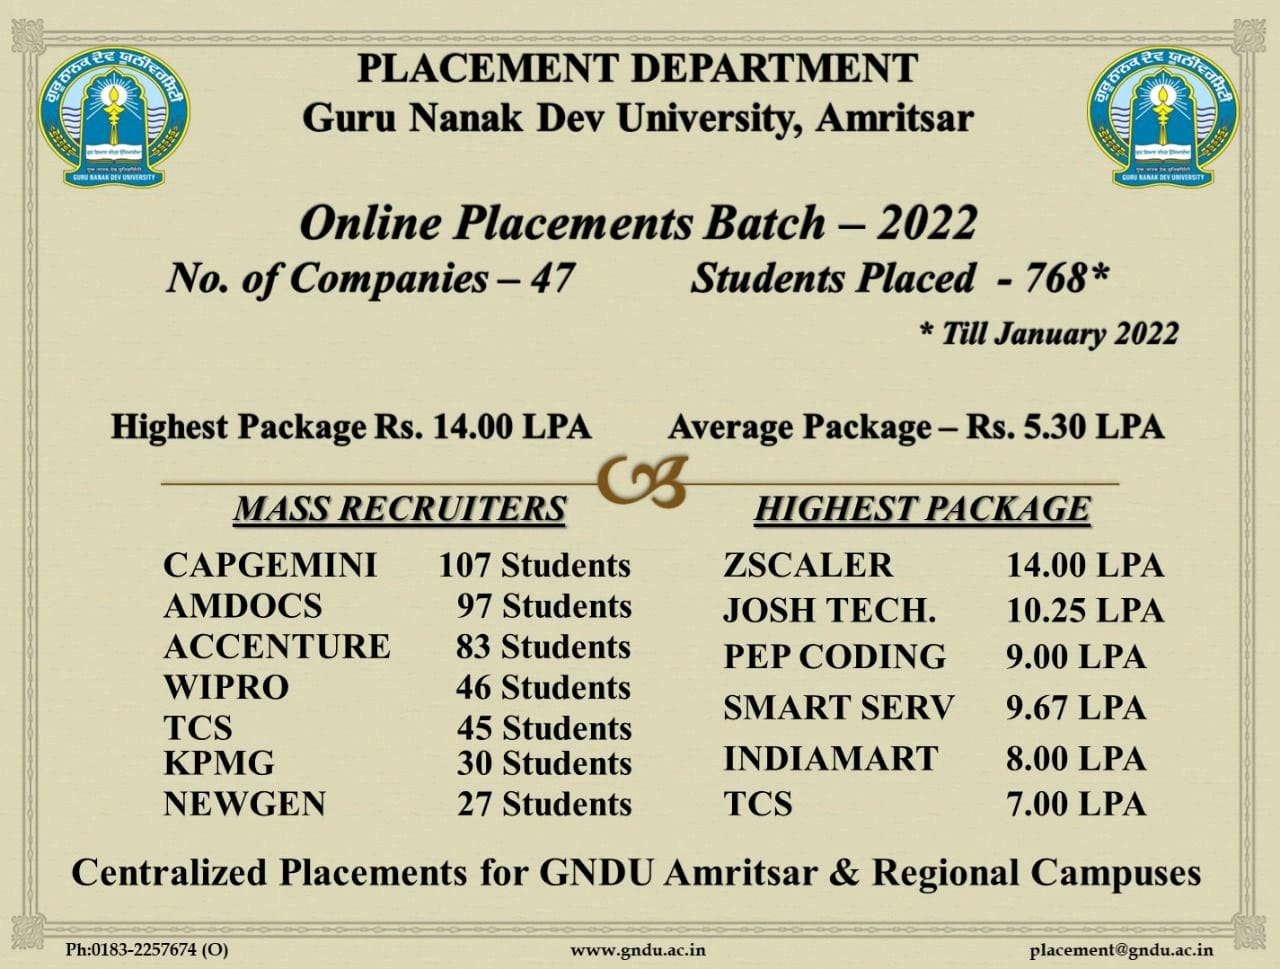 PLACEMENT DEPARTMENT
Guru Nanak Dev University, Amritsar
ਗੁਰੂ ਨਾਨਕ ਦੇਵ ਯੂਨੀਵਰਸਿਟੀ
GURU NANAK DEV UNIVERSITY
ਗੁਰੂ ਨਾਨਕ ਦੇਵ ਯੂਨੀਵਰਸਿਟੀ
GURU NANAK DEV UNIVERSITY
Online Placements Batch – 2022
No. of Companies – 47 Students Placed - 768*
* Till January 2022
Highest Package Rs. 14.00 LPA Average Package – Rs. 5.30 LPA
MASS RECRUITERS
CAPGEMINI 107 Students
AMDOCS 97 Students
ACCENTURE 83 Students
WIPRO 46 Students
TCS 45 Students
KPMG 30 Students
NEWGEN 27 Students
HIGHEST PACKAGE
ZSCALER 14.00 LPA
JOSH TECH. 10.25 LPA
PEP CODING 9.00 LPA
SMART SERV 9.67 LPA
INDIAMART 8.00 LPA
TCS 7.00 LPA
Centralized Placements for GNDU Amritsar & Regional Campuses
Ph:0183-2257674 (O) www.gndu.ac.in placement@gndu.ac.in